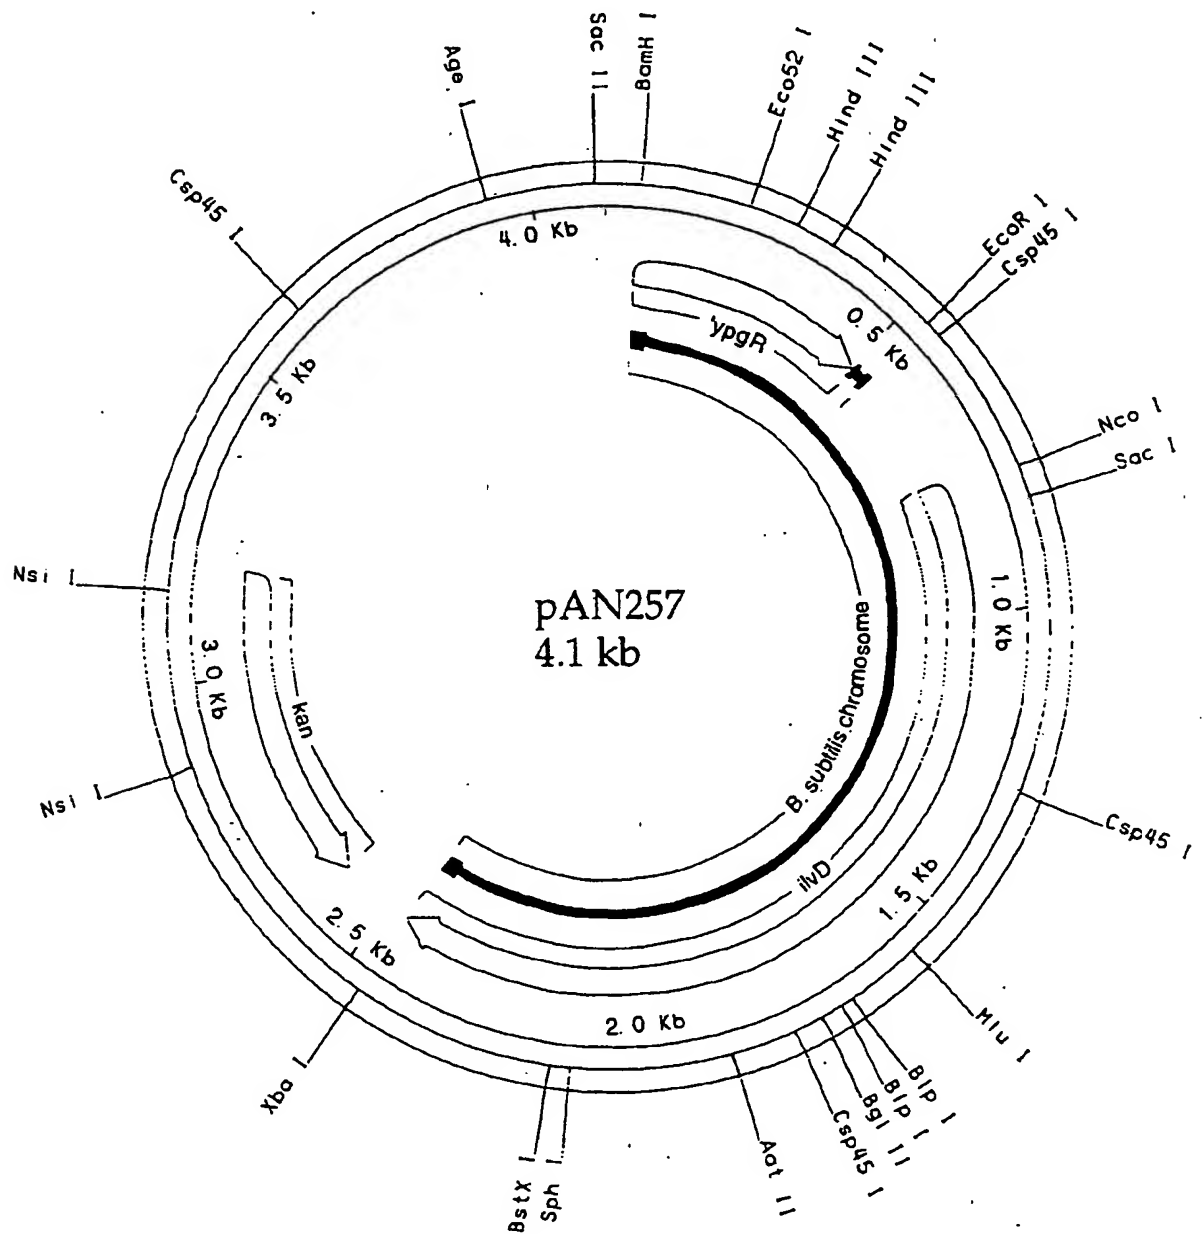 Sac II
BamH I
Age I
Eco52 I
Hind III
Hind III
Csp45 I
EcoR I
Csp45 I
4.0 Kb
'ypgR
0.5 Kb
3.5 Kb
Nco I
Sac I
Nsi I
pAN257
4.1 kb
1.0 Kb
3.0 Kb
kan
B. subtilis chromosome
Nsi I
Csp45 I
ilvD
1.5 Kb
2.5 Kb
2.0 Kb
Mlu I
Xba I
Blp I
Blp I
Bgl II
Csp45 I
Aat II
Sph I
BstX I